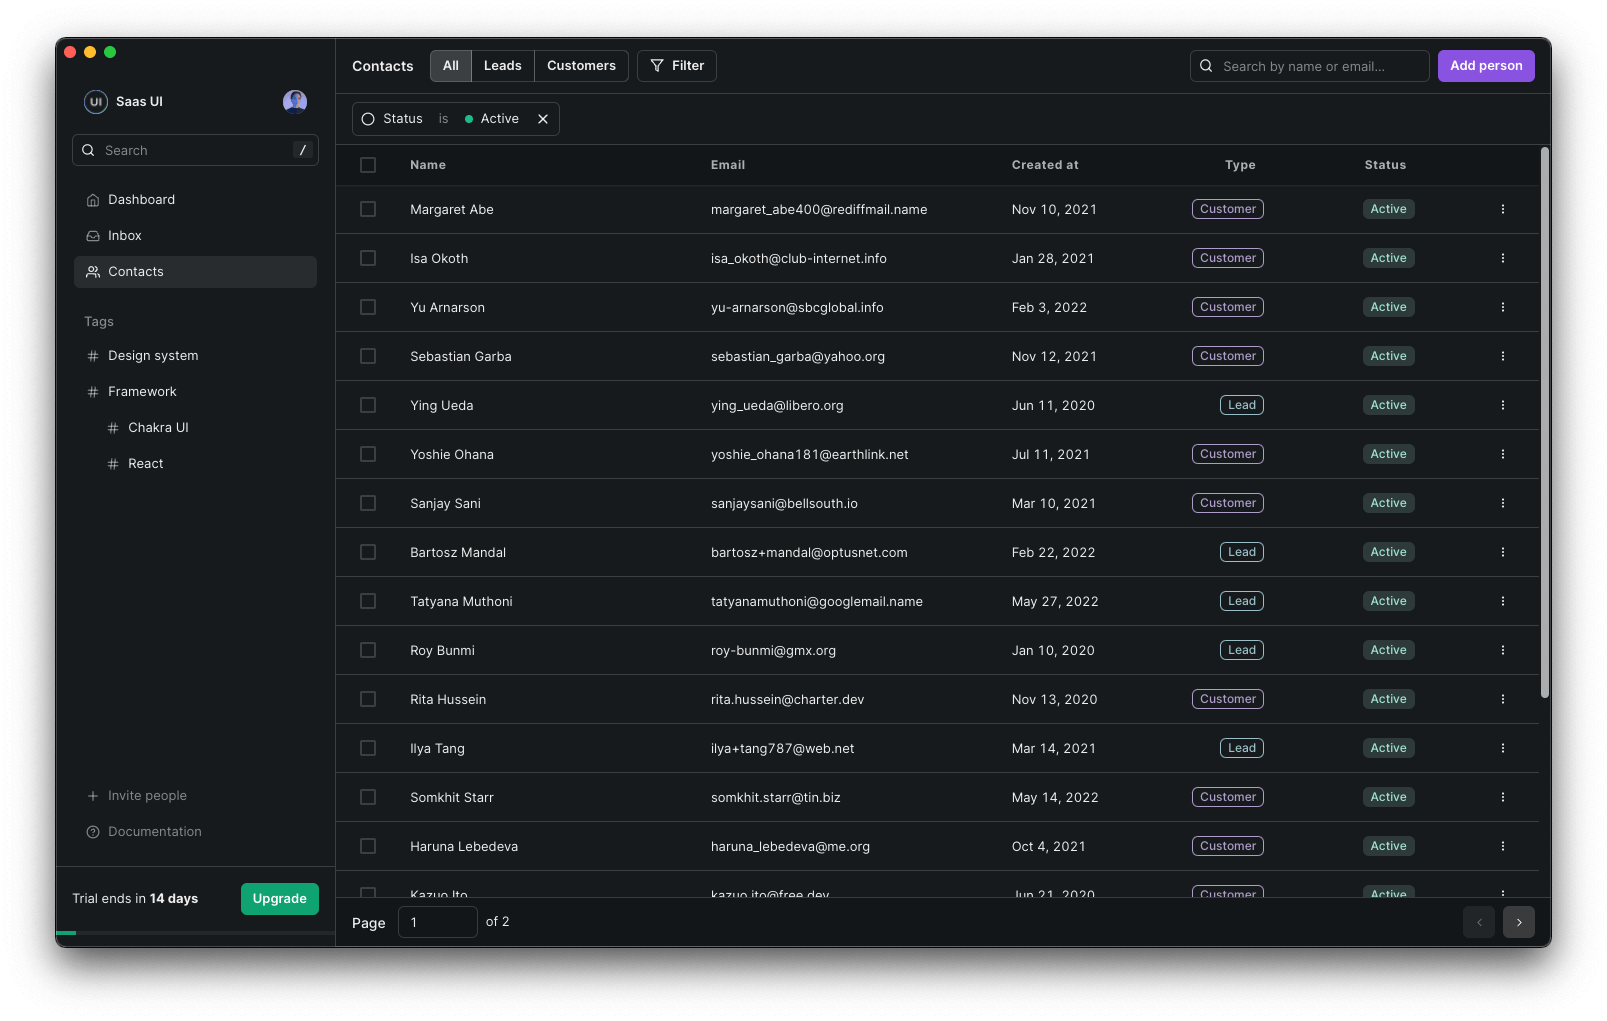 UI Saas UI
Search /
Dashboard
Inbox
Contacts
Tags
# Design system
# Framework
# Chakra UI
# React
+ Invite people
Documentation
Trial ends in 14 days Upgrade
Contacts All Leads Customers Filter Search by name or email... Add person
Status is Active
Name Email Created at Type Status
Margaret Abe margaret_abe400@rediffmail.name Nov 10, 2021 Customer Active
Isa Okoth isa_okoth@club-internet.info Jan 28, 2021 Customer Active
Yu Arnarson yu-arnarson@sbcglobal.info Feb 3, 2022 Customer Active
Sebastian Garba sebastian_garba@yahoo.org Nov 12, 2021 Customer Active
Ying Ueda ying_ueda@libero.org Jun 11, 2020 Lead Active
Yoshie Ohana yoshie_ohana181@earthlink.net Jul 11, 2021 Customer Active
Sanjay Sani sanjaysani@bellsouth.io Mar 10, 2021 Customer Active
Bartosz Mandal bartosz+mandal@optusnet.com Feb 22, 2022 Lead Active
Tatyana Muthoni tatyanamuthoni@googlemail.name May 27, 2022 Lead Active
Roy Bunmi roy-bunmi@gmx.org Jan 10, 2020 Lead Active
Rita Hussein rita.hussein@charter.dev Nov 13, 2020 Customer Active
Ilya Tang ilya+tang787@web.net Mar 14, 2021 Lead Active
Somkhit Starr somkhit.starr@tin.biz May 14, 2022 Customer Active
Haruna Lebedeva haruna_lebedeva@me.org Oct 4, 2021 Customer Active
Kazuo Ito kazuo.ito@free.dev Jun 21, 2020 Customer Active
Page 1 of 2